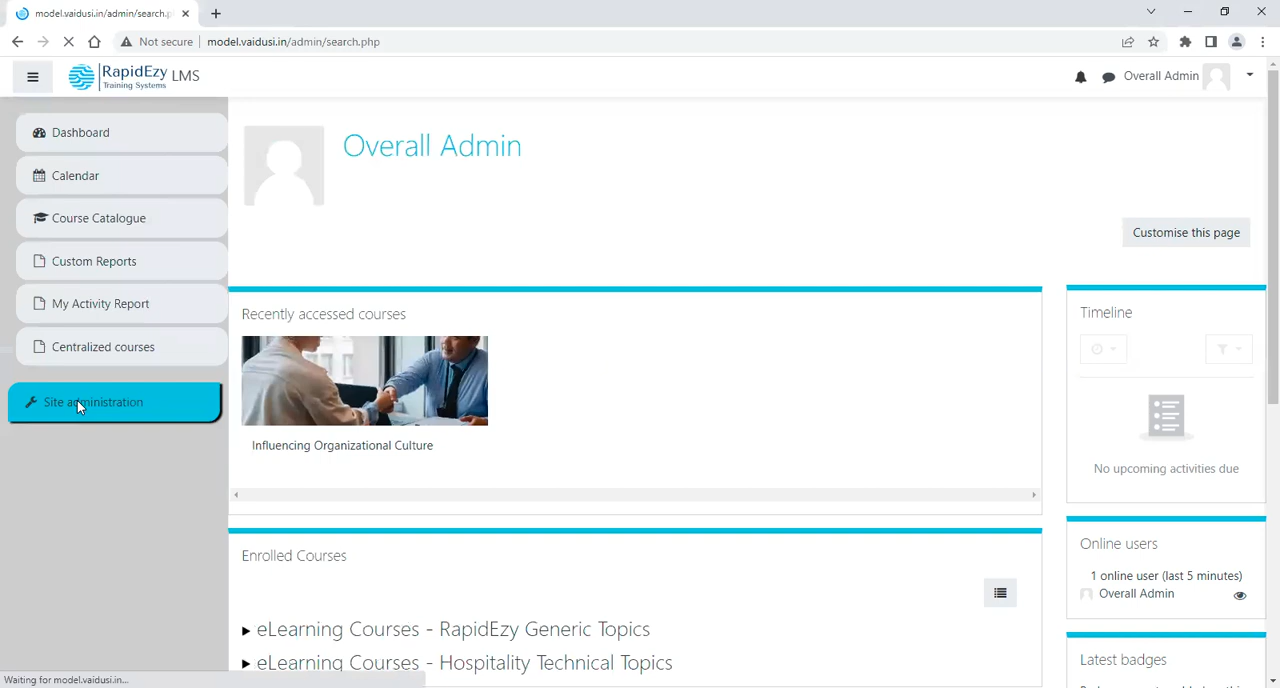 model.vaidusi.in/admin/search.p
Not secure
model.vaidusi.in/admin/search.php
RapidEzy
Training Systems
LMS
Overall Admin
Dashboard
Calendar
Course Catalogue
Custom Reports
My Activity Report
Centralized courses
Site administration
Overall Admin
Customise this page
Recently accessed courses
Influencing Organizational Culture
Enrolled Courses
eLearning Courses - RapidEzy Generic Topics
eLearning Courses - Hospitality Technical Topics
Timeline
No upcoming activities due
Online users
1 online user (last 5 minutes)
Overall Admin
Latest badges
Waiting for model.vaidusi.in...